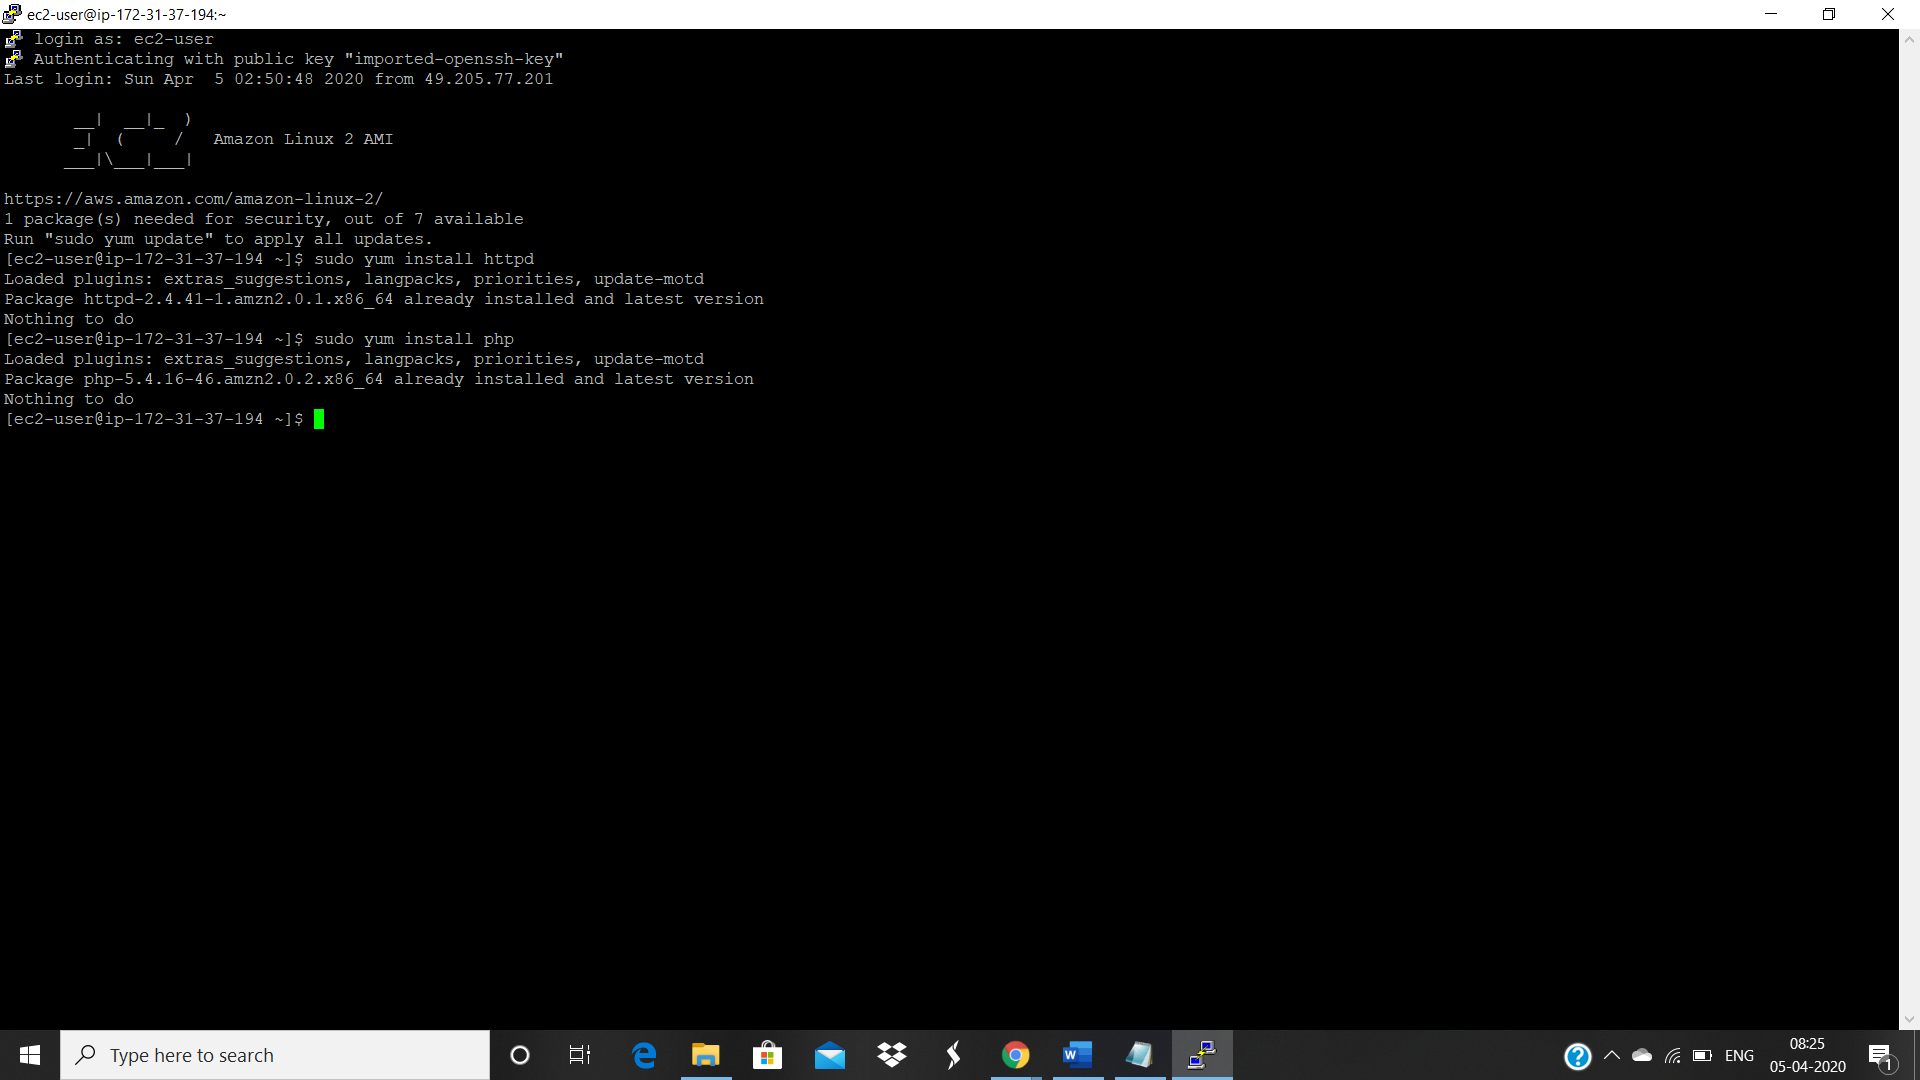 ec2-user@ip-172-31-37-194:~
login as: ec2-user
Authenticating with public key "imported-openssh-key"
Last login: Sun Apr  5 02:50:48 2020 from 49.205.77.201
       __|  __|_  )
       _|  (     /   Amazon Linux 2 AMI
      ___|\___|___|
https://aws.amazon.com/amazon-linux-2/
1 package(s) needed for security, out of 7 available
Run "sudo yum update" to apply all updates.
[ec2-user@ip-172-31-37-194 ~]$ sudo yum install httpd
Loaded plugins: extras_suggestions, langpacks, priorities, update-motd
Package httpd-2.4.41-1.amzn2.0.1.x86_64 already installed and latest version
Nothing to do
[ec2-user@ip-172-31-37-194 ~]$ sudo yum install php
Loaded plugins: extras_suggestions, langpacks, priorities, update-motd
Package php-5.4.16-46.amzn2.0.2.x86_64 already installed and latest version
Nothing to do
[ec2-user@ip-172-31-37-194 ~]$
Type here to search
W
?
ENG
08:25
05-04-2020
1